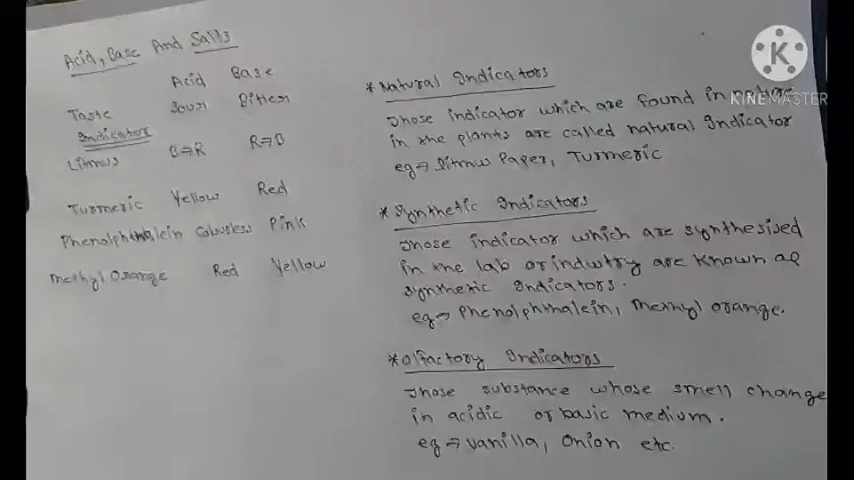 Acid, Base And Salts
Acid Base
Taste Sour Bitter
Indicator
Litmus B⇒R R⇒B
Turmeric Yellow Red
Phenolphthalein Colourless Pink
Methyl Orange Red Yellow
*Natural Indicators
Those indicator which are found in nature
in the plants are called natural Indicator
eg→ Litmus Paper, Turmeric
*Synthetic Indicators
Those indicator which are synthesised
in the lab or industry are known as
synthetic Indicators.
eg→ Phenolphthalein, Methyl orange.
*Olfactory Indicators
Those substance whose smell change
in acidic or basic medium.
eg→ vanilla, Onion etc.
K
KINEMASTER